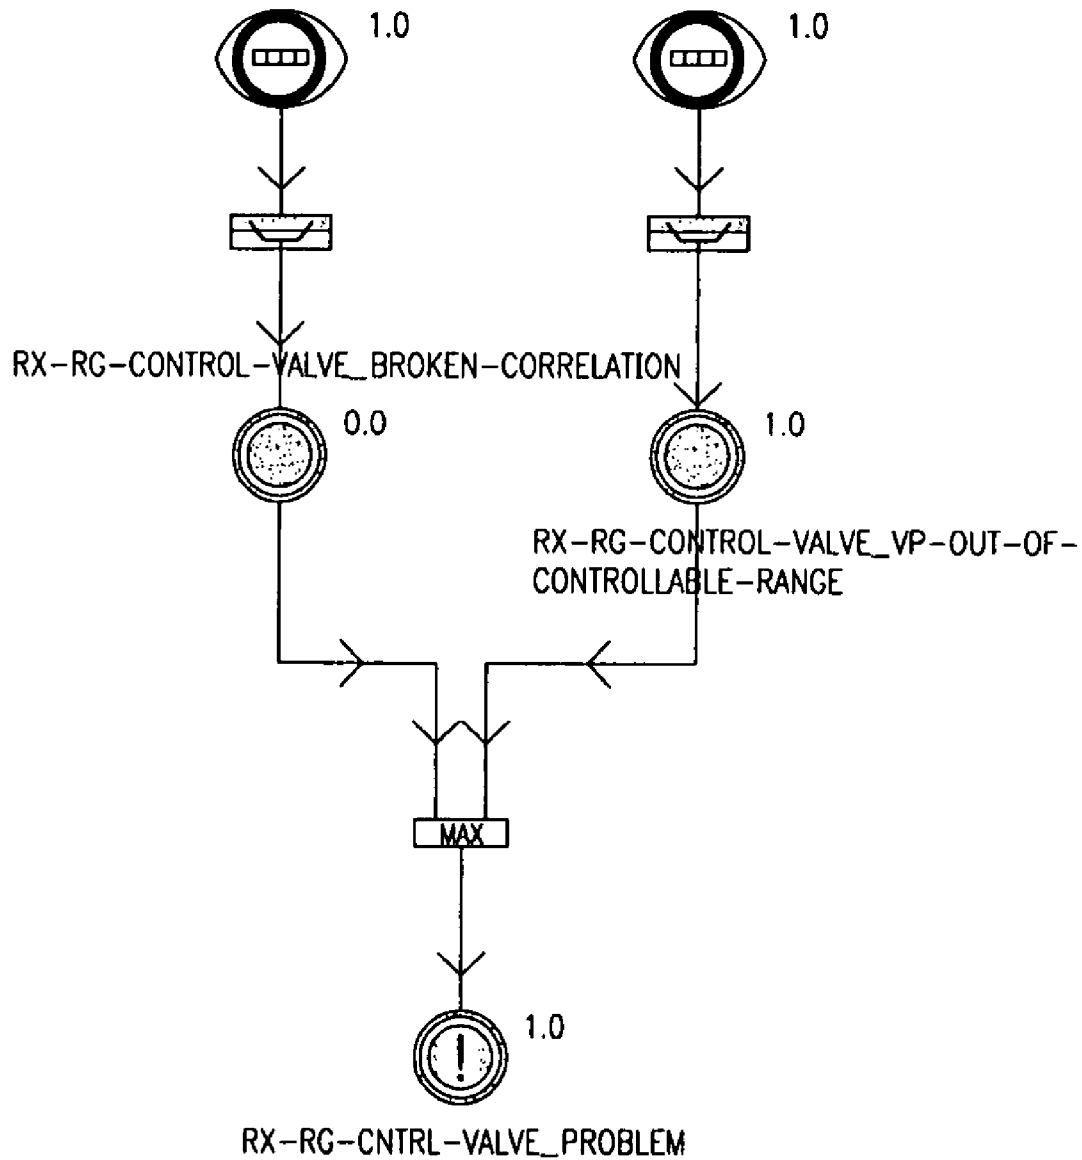 1.0
1.0
RX-RG-CONTROL-VALVE_BROKEN-CORRELATION
0.0
1.0
RX-RG-CONTROL-VALVE_VP-OUT-OF-
CONTROLLABLE-RANGE
MAX
!
1.0
RX-RG-CNTRL-VALVE_PROBLEM